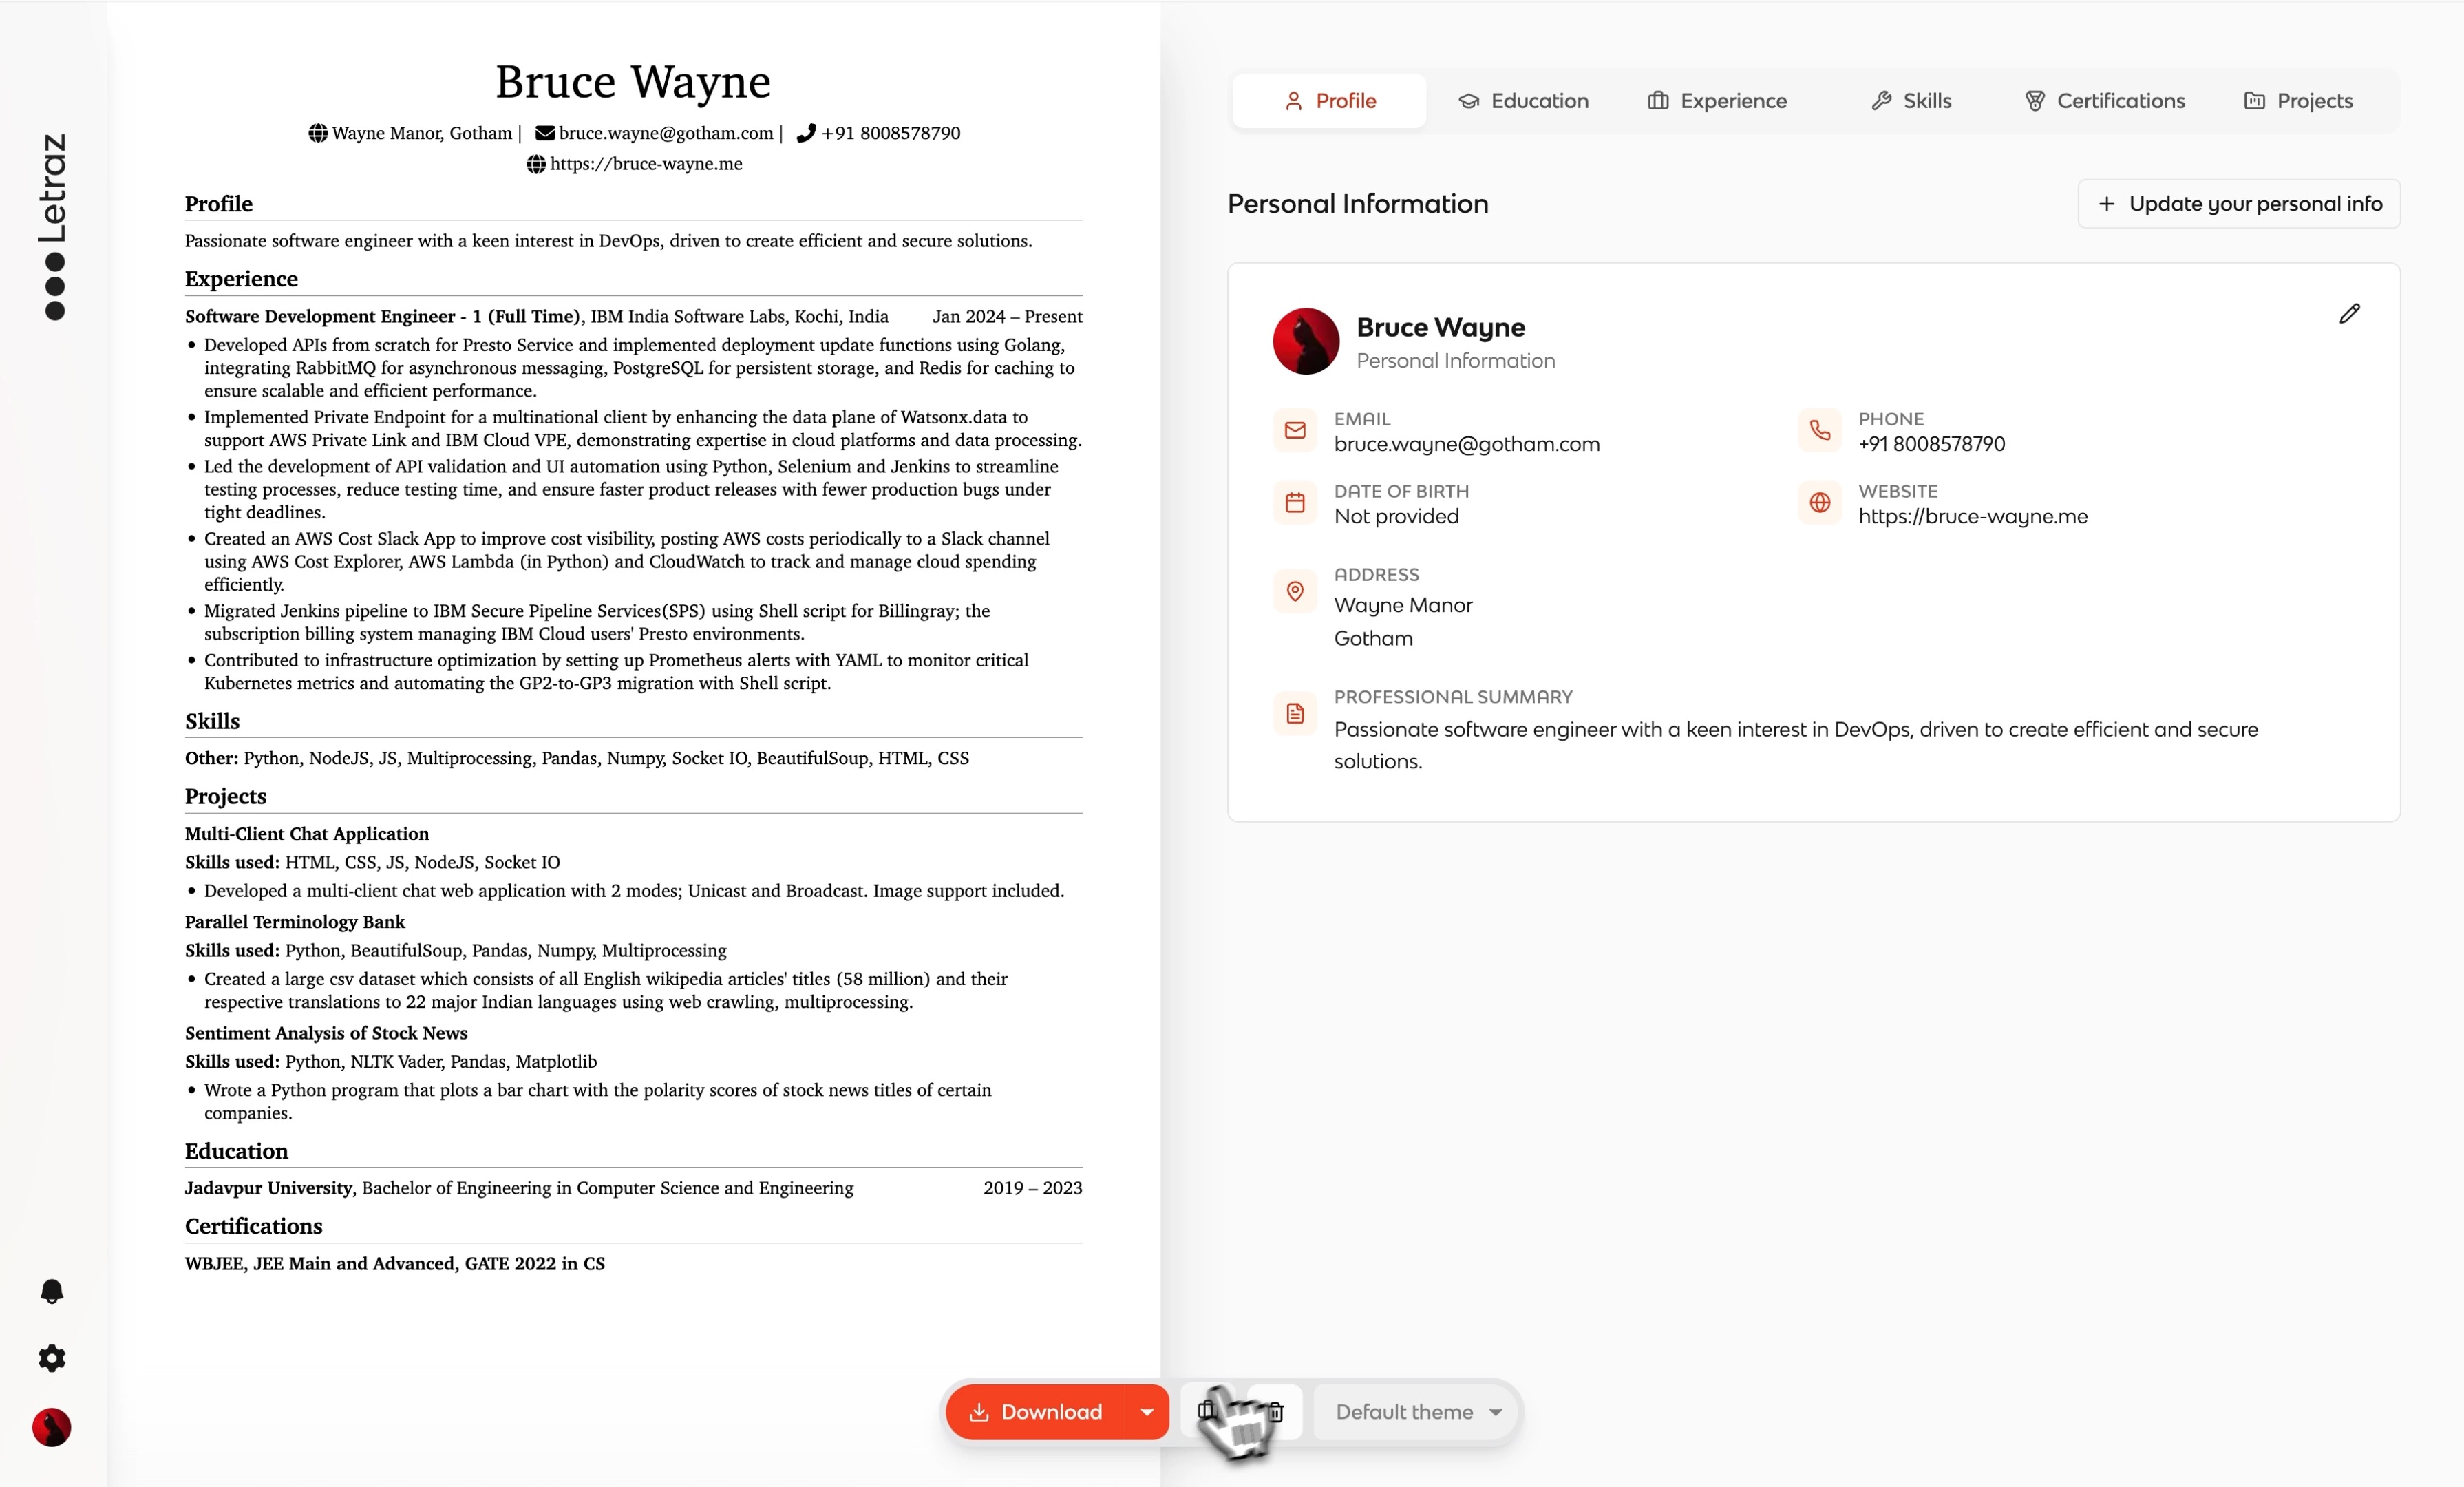 Letraz
Bruce Wayne
Wayne Manor, Gotham | bruce.wayne@gotham.com | +91 8008578790
https://bruce-wayne.me
Profile
Passionate software engineer with a keen interest in DevOps, driven to create efficient and secure solutions.
Experience
Software Development Engineer - 1 (Full Time), IBM India Software Labs, Kochi, India Jan 2024 – Present
• Developed APIs from scratch for Presto Service and implemented deployment update functions using Golang,
integrating RabbitMQ for asynchronous messaging, PostgreSQL for persistent storage, and Redis for caching to
ensure scalable and efficient performance.
• Implemented Private Endpoint for a multinational client by enhancing the data plane of Watsonx.data to
support AWS Private Link and IBM Cloud VPE, demonstrating expertise in cloud platforms and data processing.
• Led the development of API validation and UI automation using Python, Selenium and Jenkins to streamline
testing processes, reduce testing time, and ensure faster product releases with fewer production bugs under
tight deadlines.
• Created an AWS Cost Slack App to improve cost visibility, posting AWS costs periodically to a Slack channel
using AWS Cost Explorer, AWS Lambda (in Python) and CloudWatch to track and manage cloud spending
efficiently.
• Migrated Jenkins pipeline to IBM Secure Pipeline Services(SPS) using Shell script for Billingray; the
subscription billing system managing IBM Cloud users' Presto environments.
• Contributed to infrastructure optimization by setting up Prometheus alerts with YAML to monitor critical
Kubernetes metrics and automating the GP2-to-GP3 migration with Shell script.
Skills
Other: Python, NodeJS, JS, Multiprocessing, Pandas, Numpy, Socket IO, BeautifulSoup, HTML, CSS
Projects
Multi-Client Chat Application
Skills used: HTML, CSS, JS, NodeJS, Socket IO
• Developed a multi-client chat web application with 2 modes; Unicast and Broadcast. Image support included.
Parallel Terminology Bank
Skills used: Python, BeautifulSoup, Pandas, Numpy, Multiprocessing
• Created a large csv dataset which consists of all English wikipedia articles' titles (58 million) and their
respective translations to 22 major Indian languages using web crawling, multiprocessing.
Sentiment Analysis of Stock News
Skills used: Python, NLTK Vader, Pandas, Matplotlib
• Wrote a Python program that plots a bar chart with the polarity scores of stock news titles of certain
companies.
Education
Jadavpur University, Bachelor of Engineering in Computer Science and Engineering 2019 – 2023
Certifications
WBJEE, JEE Main and Advanced, GATE 2022 in CS
Profile Education Experience Skills Certifications Projects
Personal Information + Update your personal info
Bruce Wayne
Personal Information
EMAIL
bruce.wayne@gotham.com
PHONE
+91 8008578790
DATE OF BIRTH
Not provided
WEBSITE
https://bruce-wayne.me
ADDRESS
Wayne Manor
Gotham
PROFESSIONAL SUMMARY
Passionate software engineer with a keen interest in DevOps, driven to create efficient and secure
solutions.
Download Default theme